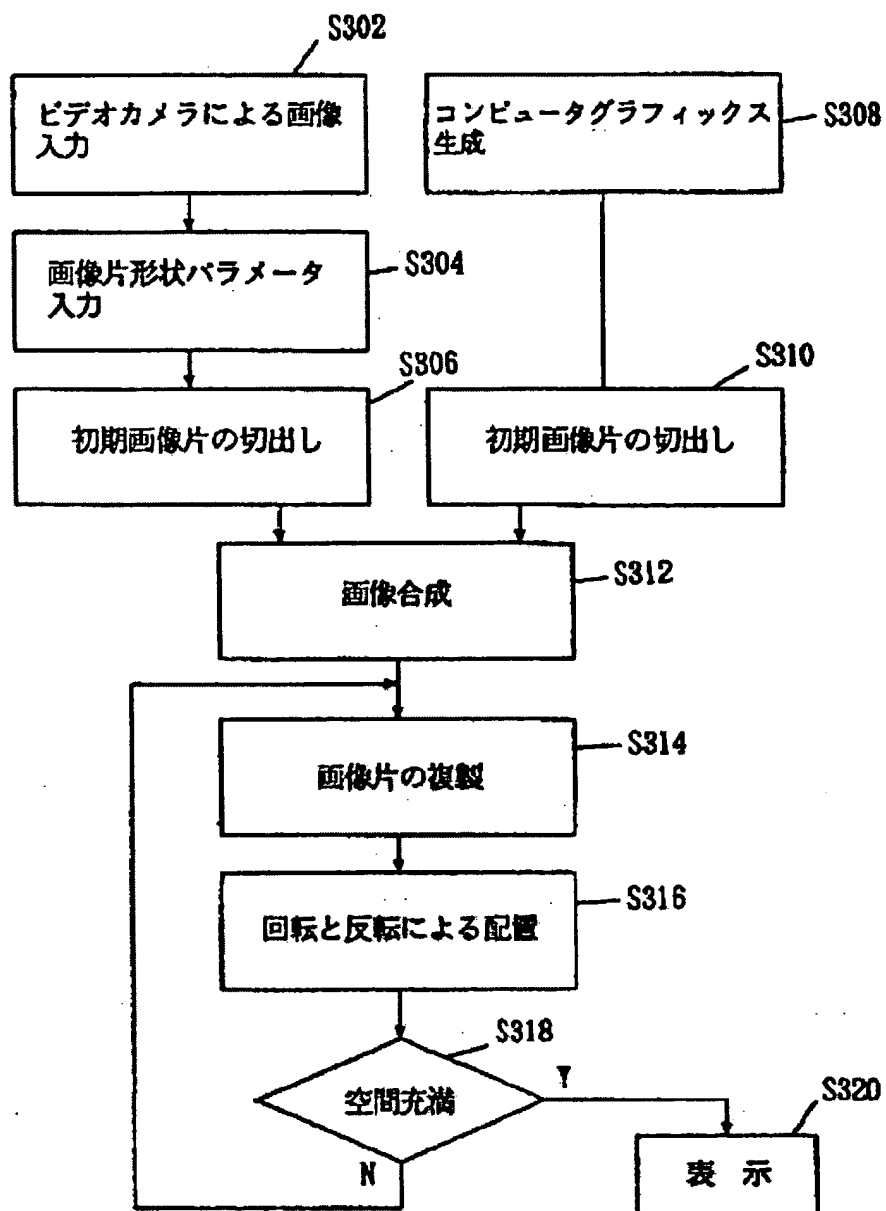 S302
ビデオカメラによる画像
入力
コンピュータグラフィックス
生成
S308
画像片形状パラメータ
入力
S304
S306
初期画像片の切出し
S310
初期画像片の切出し
S312
画像合成
S314
画像片の複製
S316
回転と反転による配置
S318
空間充満
Y
N
S320
表 示